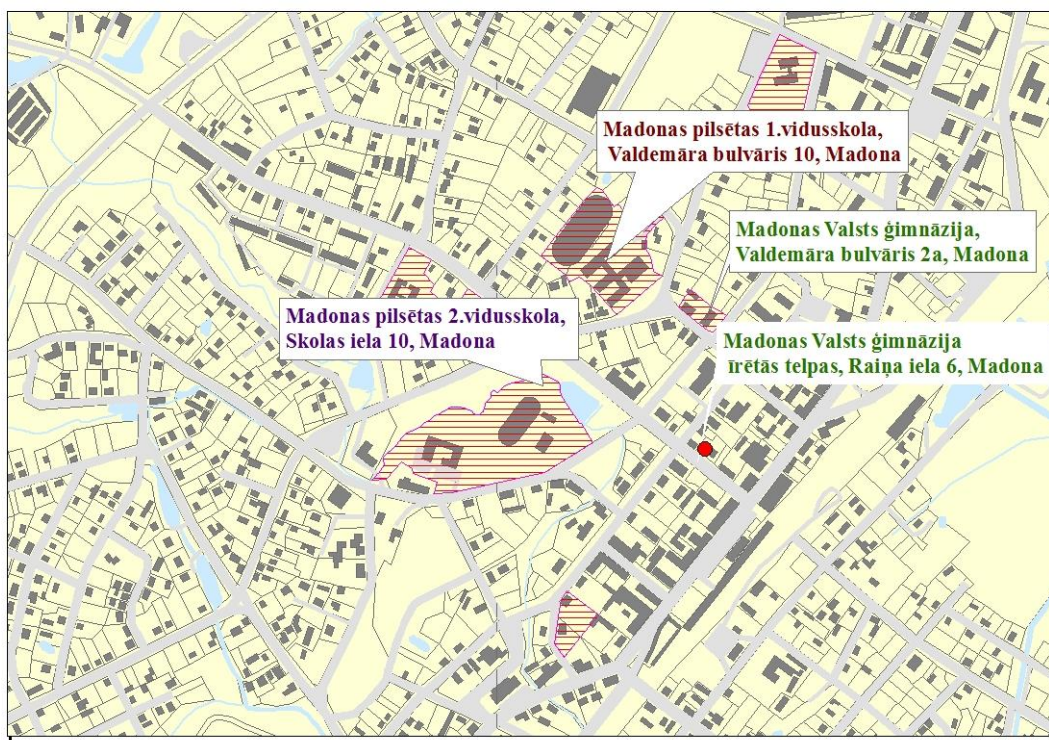 Madonas pilsētas 1.vidusskola,
Valdemāra bulvāris 10, Madona
Madonas Valsts ģimnāzija,
Valdemāra bulvāris 2a, Madona
Madonas pilsētas 2.vidusskola,
Skolas iela 10, Madona
Madonas Valsts ģimnāzija
īrētās telpas, Raiņa iela 6, Madona